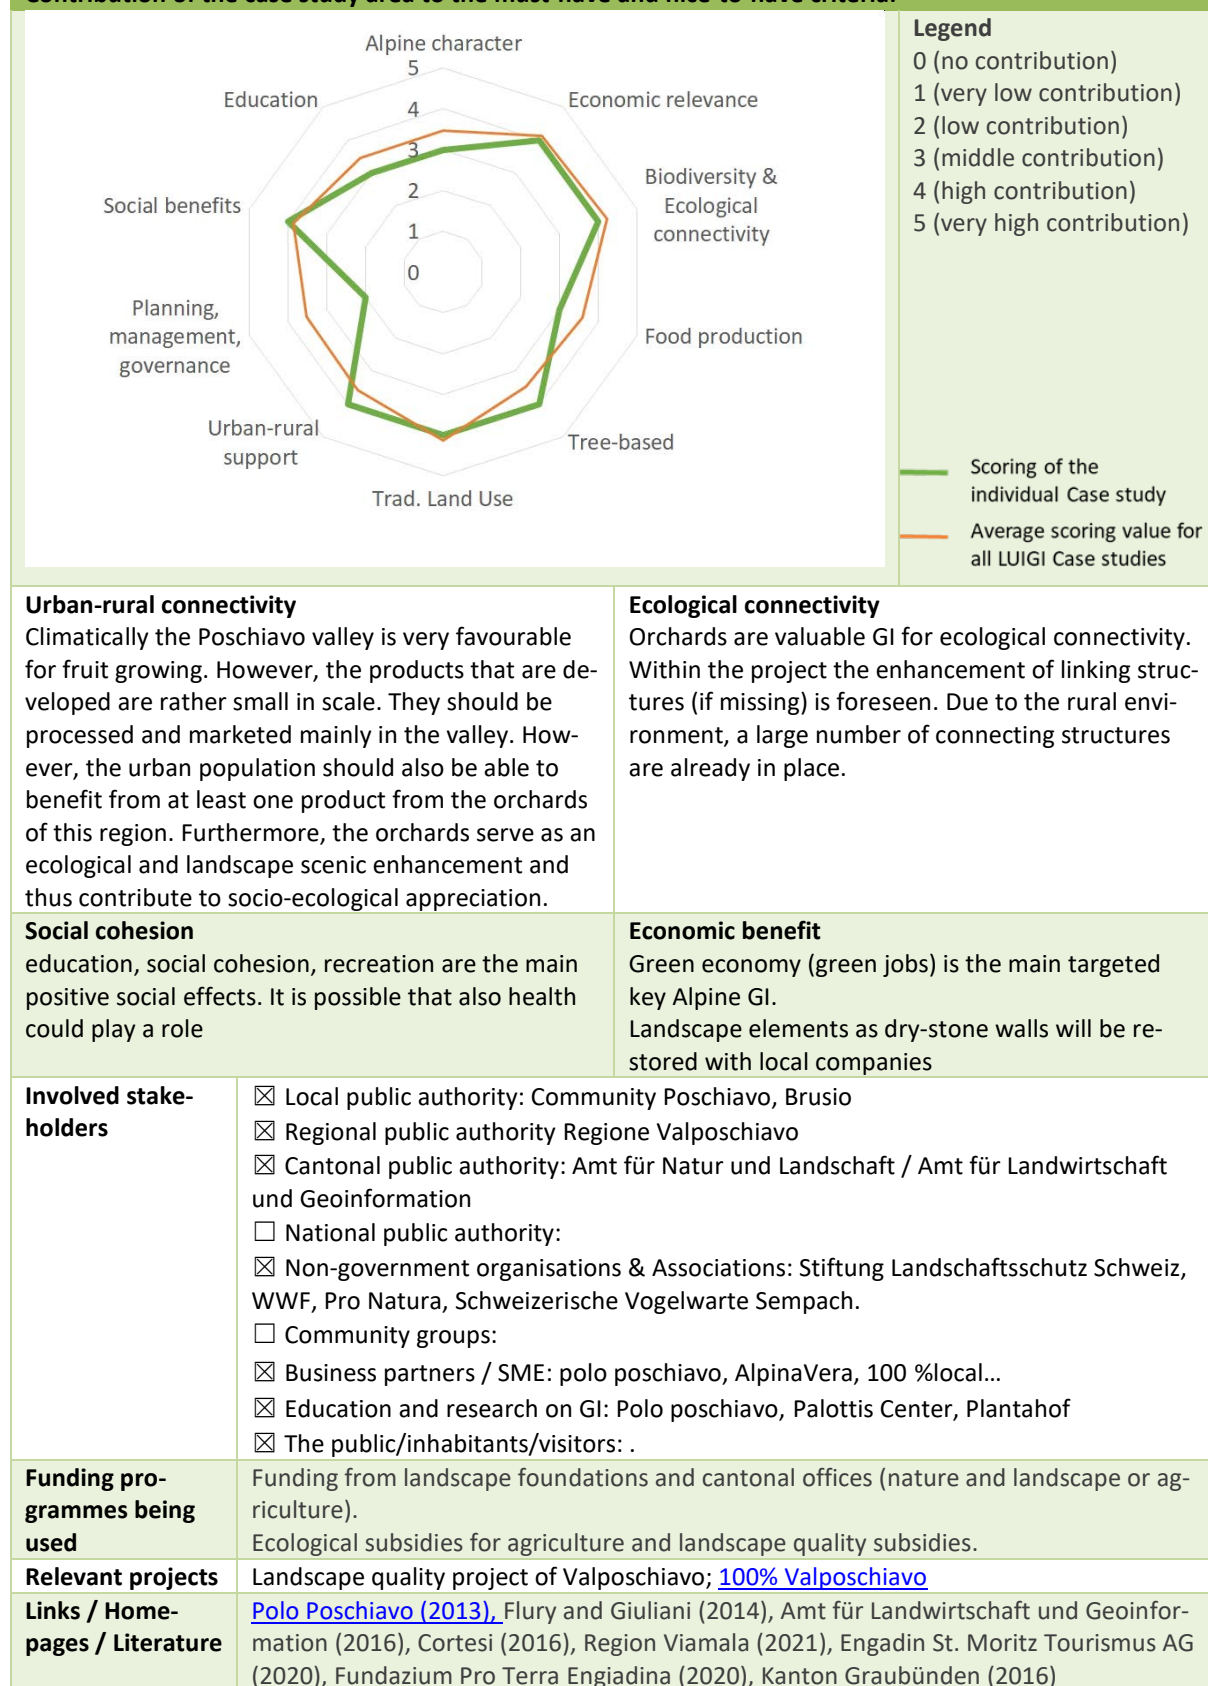 Contribution of the case study area to the must-have and nice-to-have criteria.
Alpine character
5
Education
Economic relevance
4
3
Biodiversity &
Ecological
connectivity
Social benefits
2
1
0
Planning,
management,
governance
Food production
Urban-rural
support
Tree-based
Trad. Land Use
Legend
0 (no contribution)
1 (very low contribution)
2 (low contribution)
3 (middle contribution)
4 (high contribution)
5 (very high contribution)
Scoring of the
individual Case study
Average scoring value for
all LUIGI Case studies
Urban-rural connectivity
Climatically the Poschiavo valley is very favourable
for fruit growing. However, the products that are de-
veloped are rather small in scale. They should be
processed and marketed mainly in the valley. How-
ever, the urban population should also be able to
benefit from at least one product from the orchards
of this region. Furthermore, the orchards serve as an
ecological and landscape scenic enhancement and
thus contribute to socio-ecological appreciation.
Ecological connectivity
Orchards are valuable GI for ecological connectivity.
Within the project the enhancement of linking struc-
tures (if missing) is foreseen. Due to the rural envi-
ronment, a large number of connecting structures
are already in place.
Social cohesion
education, social cohesion, recreation are the main
positive social effects. It is possible that also health
could play a role
Economic benefit
Green economy (green jobs) is the main targeted
key Alpine GI.
Landscape elements as dry-stone walls will be re-
stored with local companies
Involved stake-
holders
☒ Local public authority: Community Poschiavo, Brusio
☒ Regional public authority Regione Valposchiavo
☒ Cantonal public authority: Amt für Natur und Landschaft / Amt für Landwirtschaft
und Geoinformation
☐ National public authority:
☒ Non-government organisations & Associations: Stiftung Landschaftsschutz Schweiz,
WWF, Pro Natura, Schweizerische Vogelwarte Sempach.
☐ Community groups:
☒ Business partners / SME: polo poschiavo, AlpinaVera, 100 %local…
☒ Education and research on GI: Polo poschiavo, Palottis Center, Plantahof
☒ The public/inhabitants/visitors: .
Funding pro-
grammes being
used
Funding from landscape foundations and cantonal offices (nature and landscape or ag-
riculture).
Ecological subsidies for agriculture and landscape quality subsidies.
Relevant projects
Landscape quality project of Valposchiavo; 100% Valposchiavo
Links / Home-
pages / Literature
Polo Poschiavo (2013), Flury and Giuliani (2014), Amt für Landwirtschaft und Geoinfor-
mation (2016), Cortesi (2016), Region Viamala (2021), Engadin St. Moritz Tourismus AG
(2020), Fundazium Pro Terra Engiadina (2020), Kanton Graubünden (2016)